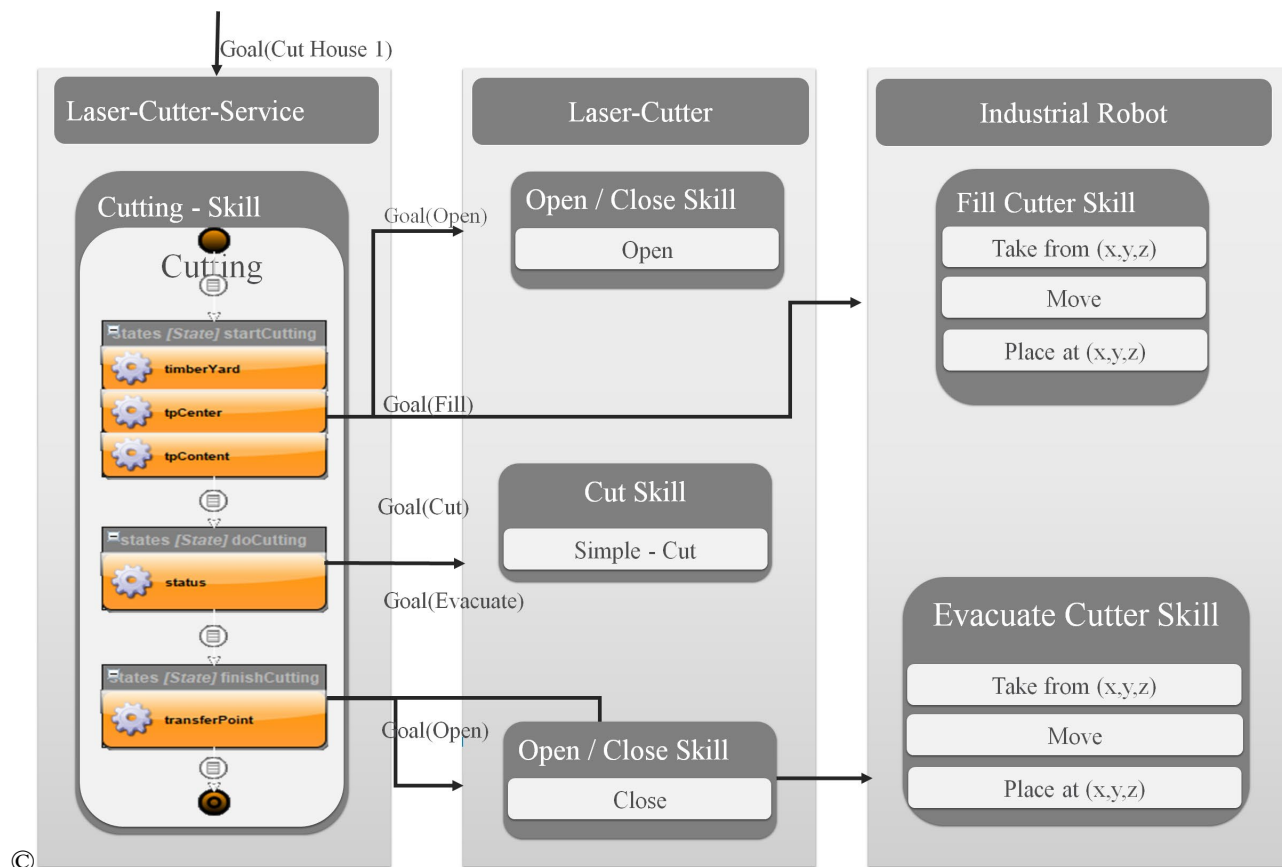 Goal(Cut House 1)
Laser-Cutter-Service
Cutting - Skill
Cutting
states [State] startCutting
timberYard
tpCenter
tpContent
states [State] doCutting
status
states [State] finishCutting
transferPoint
Goal(Open)
Goal(Fill)
Goal(Cut)
Goal(Evacuate)
Goal(Open)
Laser-Cutter
Open / Close Skill
Open
Cut Skill
Simple - Cut
Open / Close Skill
Close
Industrial Robot
Fill Cutter Skill
Take from (x,y,z)
Move
Place at (x,y,z)
Evacuate Cutter Skill
Take from (x,y,z)
Move
Place at (x,y,z)
©